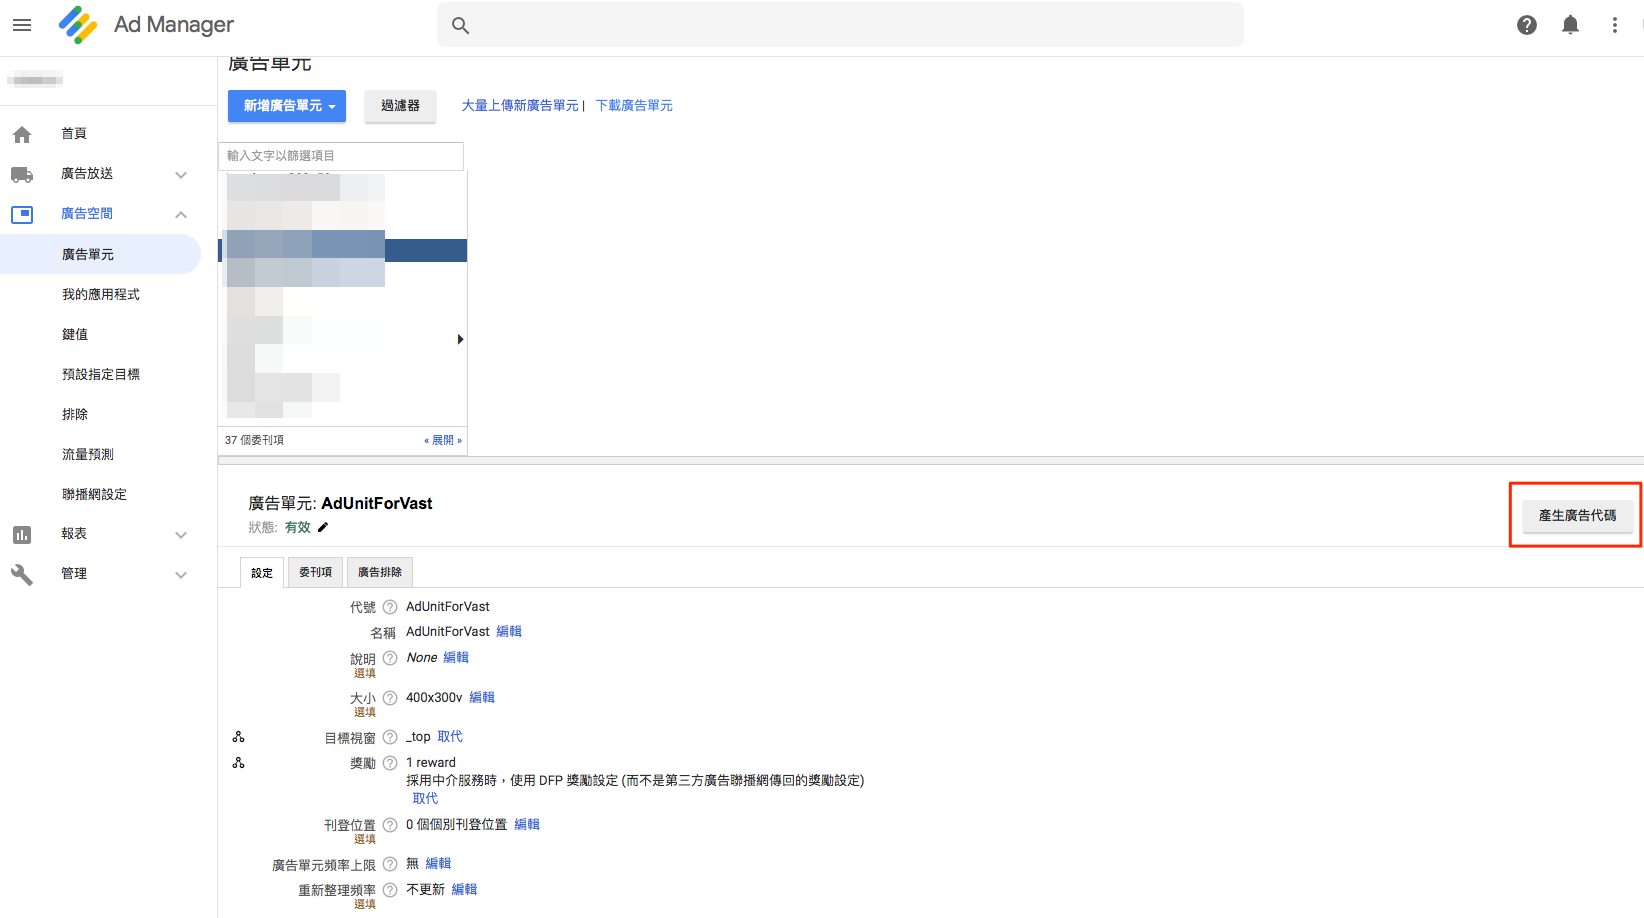 Ad Manager
廣告單元
新增廣告單元
過濾器
大量上傳新廣告單元 | 下載廣告單元
輸入文字以篩選項目
首頁
廣告放送
廣告空間
廣告單元
我的應用程式
鍵值
預設指定目標
排除
流量預測
聯播網設定
報表
管理
37 個委刊項
« 展開 »
廣告單元: AdUnitForVast
狀態: 有效
產生廣告代碼
設定
委刊項
廣告排除
代號 ? AdUnitForVast
名稱 AdUnitForVast 編輯
說明 ? None 編輯
選填
大小 ? 400x300v 編輯
選填
目標視窗 ? _top 取代
獎勵 ? 1 reward
採用中介服務時，使用 DFP 獎勵設定 (而不是第三方廣告聯播網傳回的獎勵設定)
取代
刊登位置 ? 0 個個別刊登位置 編輯
選填
廣告單元頻率上限 ? 無 編輯
重新整理頻率 ? 不更新 編輯
選填